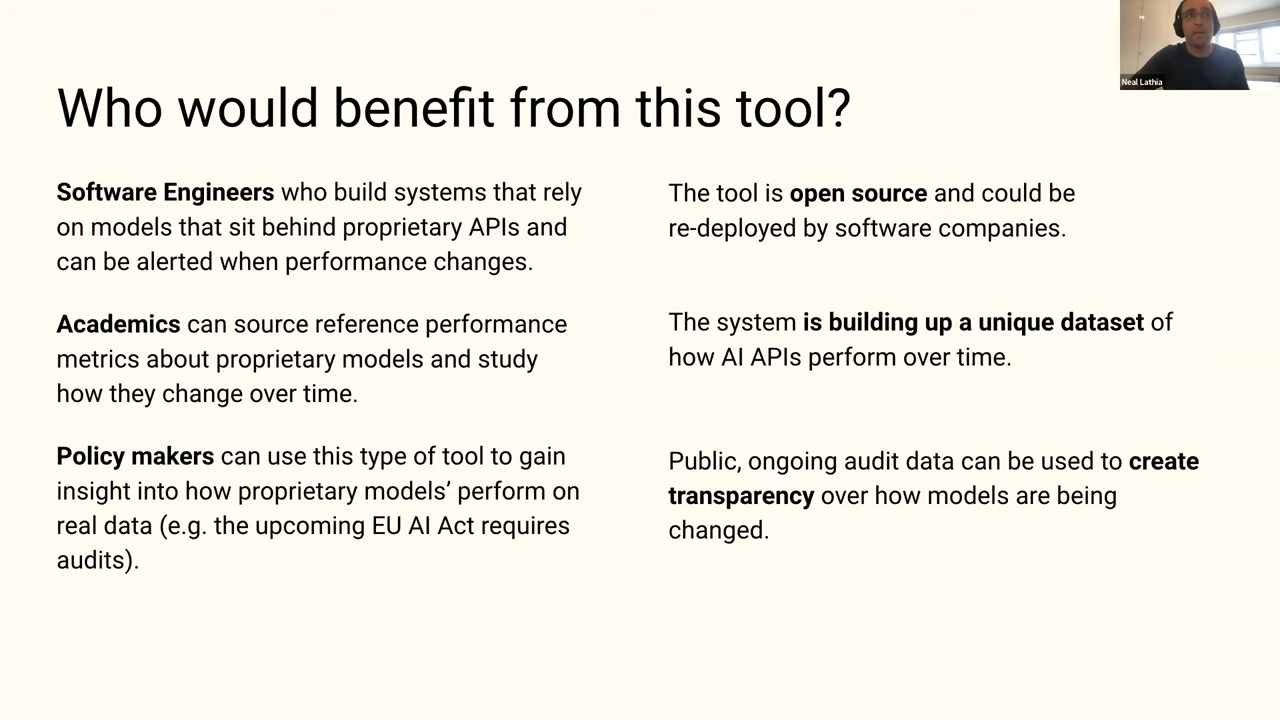 Neal Lathia
Who would benefit from this tool?
Software Engineers who build systems that rely
on models that sit behind proprietary APIs and
can be alerted when performance changes.
Academics can source reference performance
metrics about proprietary models and study
how they change over time.
Policy makers can use this type of tool to gain
insight into how proprietary models’ perform on
real data (e.g. the upcoming EU AI Act requires
audits).
The tool is open source and could be
re-deployed by software companies.
The system is building up a unique dataset of
how AI APIs perform over time.
Public, ongoing audit data can be used to create
transparency over how models are being
changed.